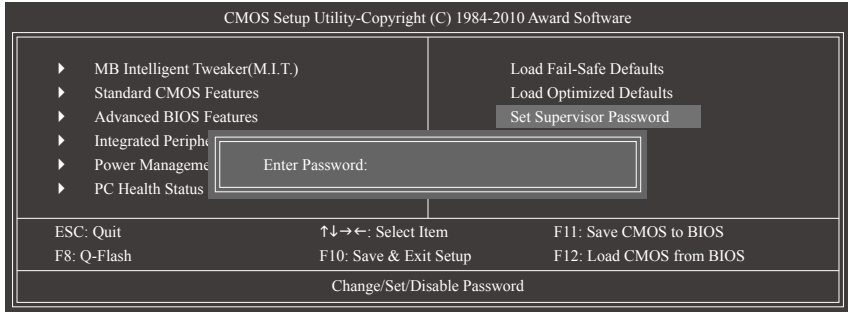 CMOS Setup Utility-Copyright (C) 1984-2010 Award Software
MB Intelligent Tweaker(M.I.T.)
Standard CMOS Features
Advanced BIOS Features
Integrated Periphe
Power Manageme
PC Health Status
Load Fail-Safe Defaults
Load Optimized Defaults
Set Supervisor Password
Enter Password:
ESC: Quit ↑↓→←: Select Item F11: Save CMOS to BIOS
F8: Q-Flash F10: Save & Exit Setup F12: Load CMOS from BIOS
Change/Set/Disable Password